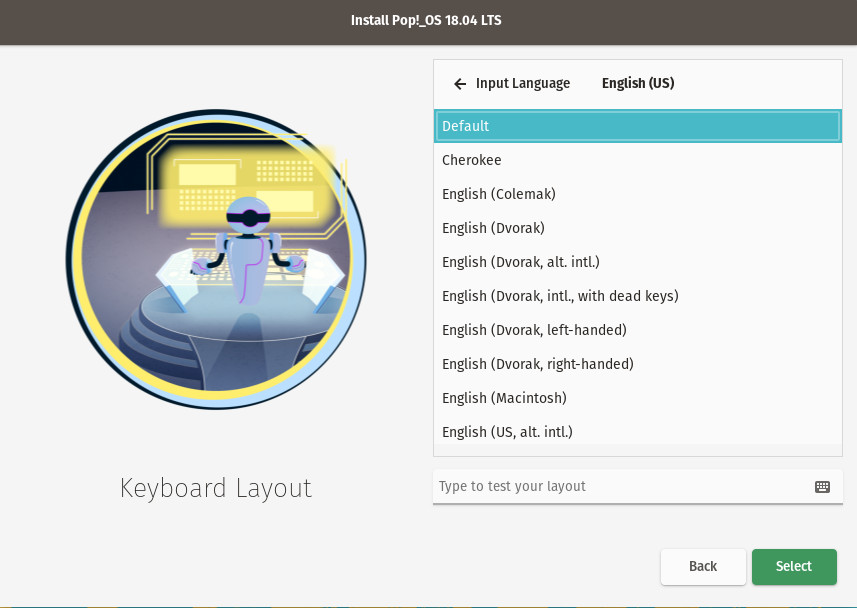 Install Pop!_OS 18.04 LTS
Input Language English (US)
Default
Cherokee
English (Colemak)
English (Dvorak)
English (Dvorak, alt. intl.)
English (Dvorak, intl., with dead keys)
English (Dvorak, left-handed)
English (Dvorak, right-handed)
English (Macintosh)
English (US, alt. intl.)
Keyboard Layout
Type to test your layout
Back Select